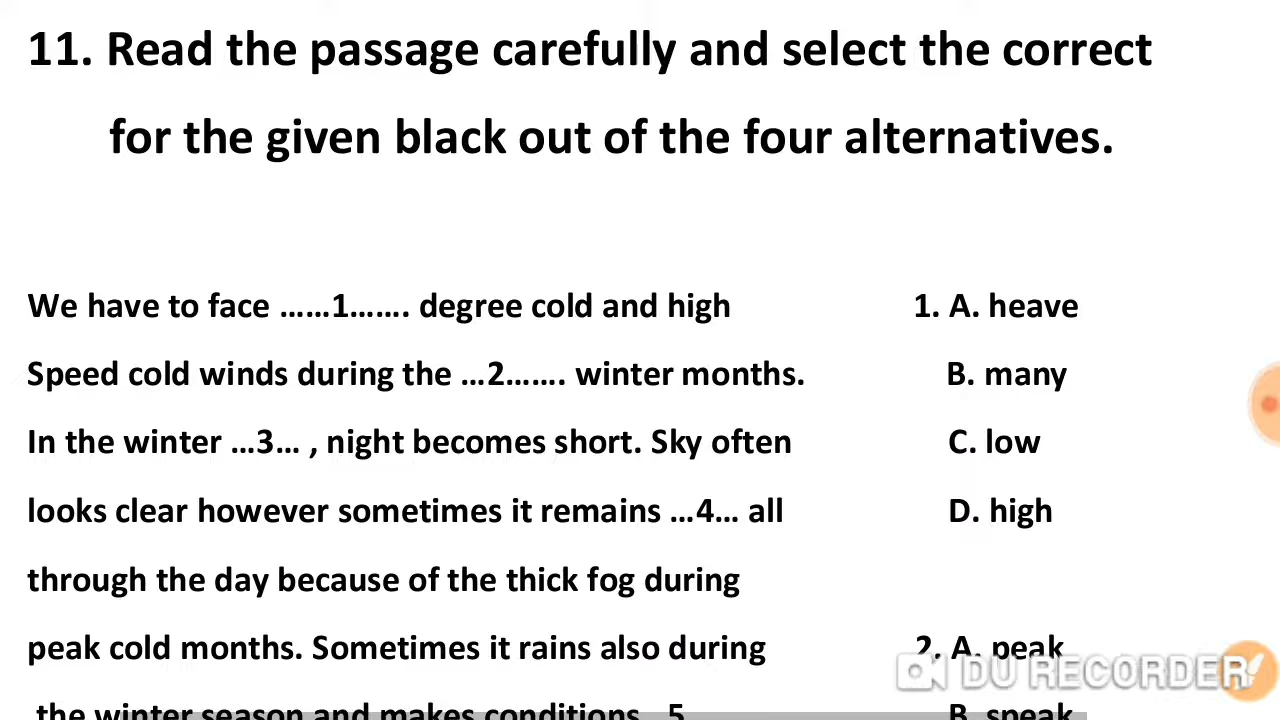 11. Read the passage carefully and select the correct
for the given black out of the four alternatives.
We have to face ……1……. degree cold and high
Speed cold winds during the …2……. winter months.
In the winter …3… , night becomes short. Sky often
looks clear however sometimes it remains …4… all
through the day because of the thick fog during
peak cold months. Sometimes it rains also during
the winter season and makes conditions 5
1. A. heave
B. many
C. low
D. high
2. A. peak
B. speak
DU RECORDER